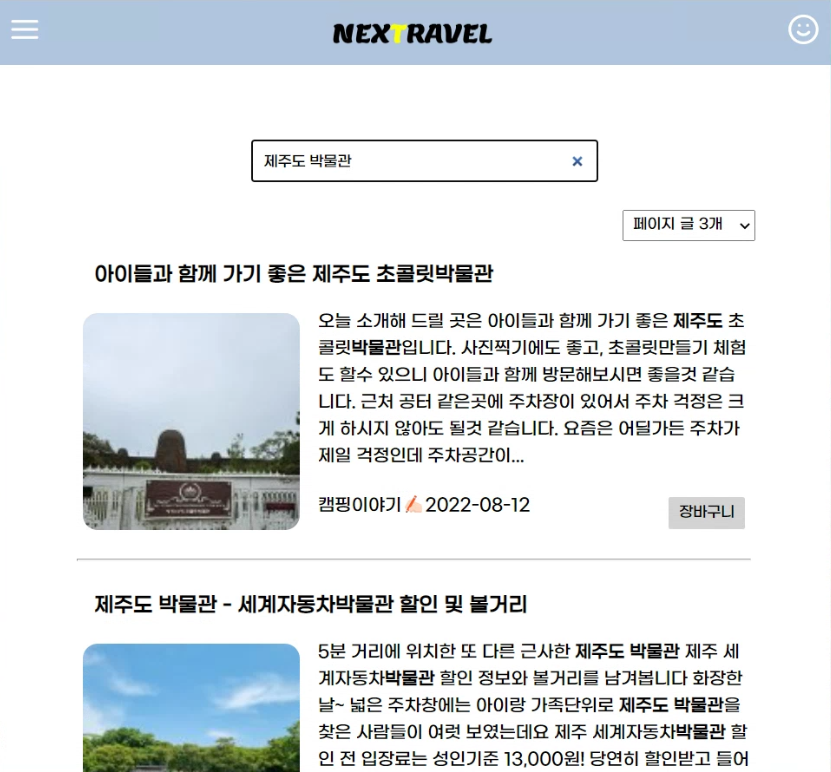 NEXTRAVEL
제주도 박물관
페이지 글 3개
아이들과 함께 가기 좋은 제주도 초콜릿박물관
오늘 소개해 드릴 곳은 아이들과 함께 가기 좋은 제주도 초
콜릿박물관입니다. 사진찍기에도 좋고, 초콜릿만들기 체험
도 할수 있으니 아이들과 함께 방문해보시면 좋을것 같습
니다. 근처 공터 같은곳에 주차장이 있어서 주차 걱정은 크
게 하시지 않아도 될것 같습니다. 요즘은 어딜가든 주차가
제일 걱정인데 주차공간이...
캠핑이야기✍🏻2022-08-12
장바구니
제주도 박물관 - 세계자동차박물관 할인 및 볼거리
5분 거리에 위치한 또 다른 근사한 제주도 박물관 제주 세
계자동차박물관 할인 정보와 볼거리를 남겨봅니다 화장한
날~ 넓은 주차창에는 아이랑 가족단위로 제주도 박물관을
찾은 사람들이 여럿 보였는데요 제주 세계자동차박물관 할
인 전 입장료는 성인기준 13,000원! 당연히 할인받고 들어